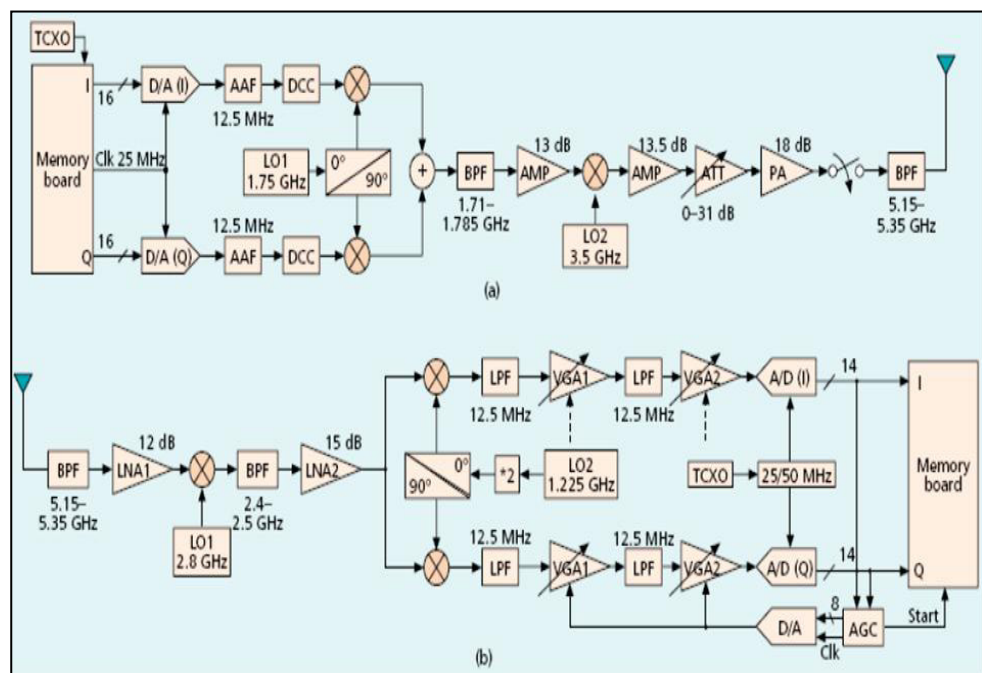 TCXO
Memory board
I
Q
16
16
Clk 25 MHz
D/A (I)
D/A (Q)
AAF
12.5 MHz
DCC
LO1
1.75 GHz
0°
90°
12.5 MHz
AAF
DCC
+
BPF
1.71–
1.785 GHz
13 dB
AMP
LO2
3.5 GHz
13.5 dB
AMP
ATT
0–31 dB
18 dB
PA
BPF
5.15–
5.35 GHz
(a)
BPF
5.15–
5.35 GHz
12 dB
LNA1
LO1
2.8 GHz
BPF
2.4–
2.5 GHz
15 dB
LNA2
0°
90°
*2
LO2
1.225 GHz
LPF
12.5 MHz
VGA1
LPF
12.5 MHz
VGA2
A/D (I)
14
TCXO
25/50 MHz
12.5 MHz
LPF
VGA1
12.5 MHz
LPF
VGA2
A/D (Q)
14
I
Memory
board
Q
D/A
8
Clk
AGC
Start
(b)